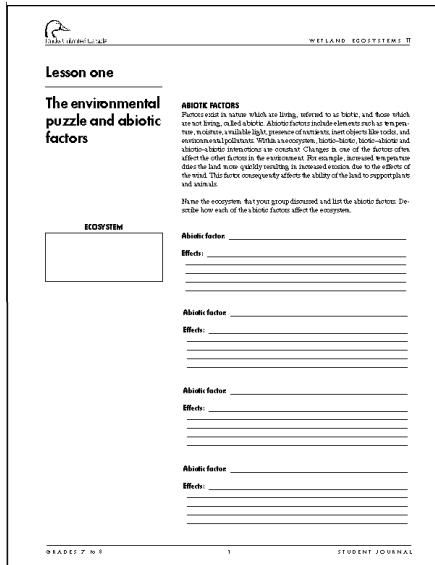 Ducks Unlimited Canada
WETLAND ECOSYSTEMS II
Lesson one
The environmental
puzzle and abiotic
factors
ABIOTIC FACTORS
Factors exist in nature which are living, referred to as biotic, and those which
are not living, called abiotic. Abiotic factors include elements such as tempera-
ture, moisture, available light, presence of nutrients, inert objects like rocks, and
environmental pollutants. Within an ecosystem, biotic–biotic, biotic–abiotic and
abiotic–abiotic interactions are constant. Changes in one of the factors often
affect the other factors in the environment. For example, increased temperature
dries the land more quickly resulting in increased erosion due to the effects of
the wind. This factor consequently affects the ability of the land to support plants
and animals.
Name the ecosystem that your group discussed and list the abiotic factors. De-
scribe how each of the abiotic factors affect the ecosystem.
ECOSYSTEM
Abiotic factor:
Effects:
Abiotic factor:
Effects:
Abiotic factor:
Effects:
Abiotic factor:
Effects:
GRADES 7 to 8 1 STUDENT JOURNAL